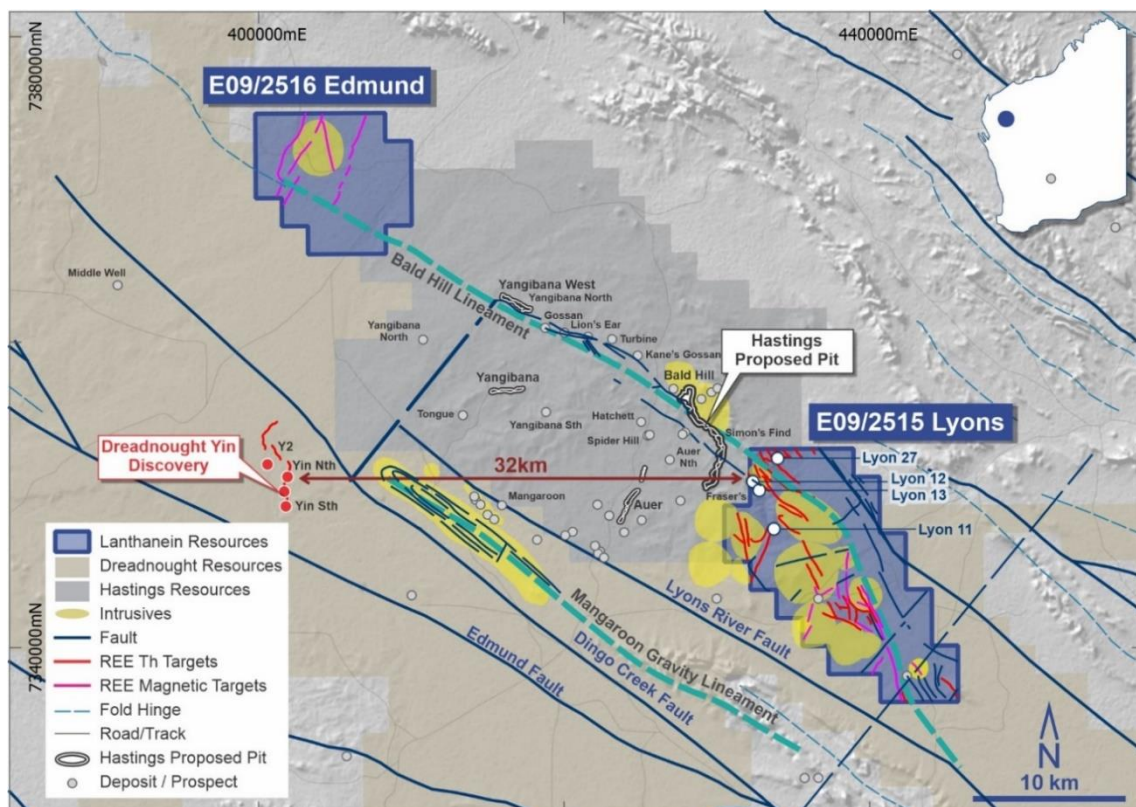 400000mE
440000mE
7380000mN
E09/2516 Edmund
Bald Hill Lineament
Middle Well
Yangibana West
Yangibana North
Gossan
Lion's Ear
Turbine
Yangibana
North
Kane's Gossan
Hastings
Proposed Pit
Bald Hill
Yangibana
Tongue
Yangibana Sth
Hatchett
Spider Hill
Simon's Find
Auer
Nth
E09/2515 Lyons
Dreadnought Yin
Discovery
Y2
Yin Nth
Yin Sth
32km
Lyon 27
Lyon 12
Lyon 13
Lyon 11
Mangaroon
Auer
Fraser's
Lanthanein Resources
Dreadnought Resources
Hastings Resources
Intrusives
Fault
REE Th Targets
REE Magnetic Targets
Fold Hinge
Road/Track
Hastings Proposed Pit
Deposit / Prospect
7340000mN
Lyons River Fault
Mangaroon Gravity Lineament
Dingo Creek Fault
Edmund Fault
N
10 km